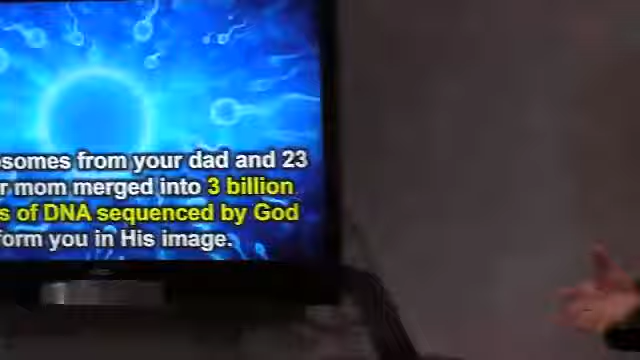 somes from your dad and 23
r mom merged into 3 billion
s of DNA sequenced by God
form you in His image.